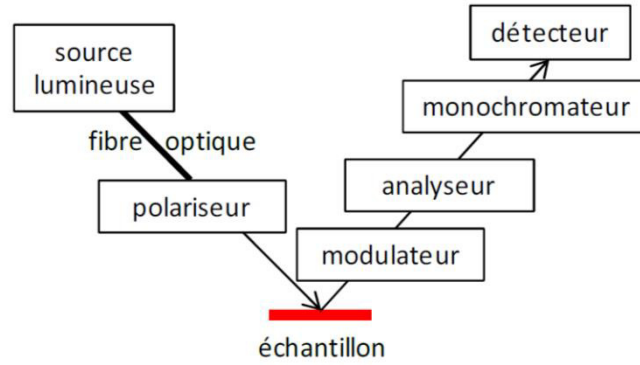 source
lumineuse
fibre optique
polariseur
échantillon
modulateur
analyseur
monochromateur
détecteur